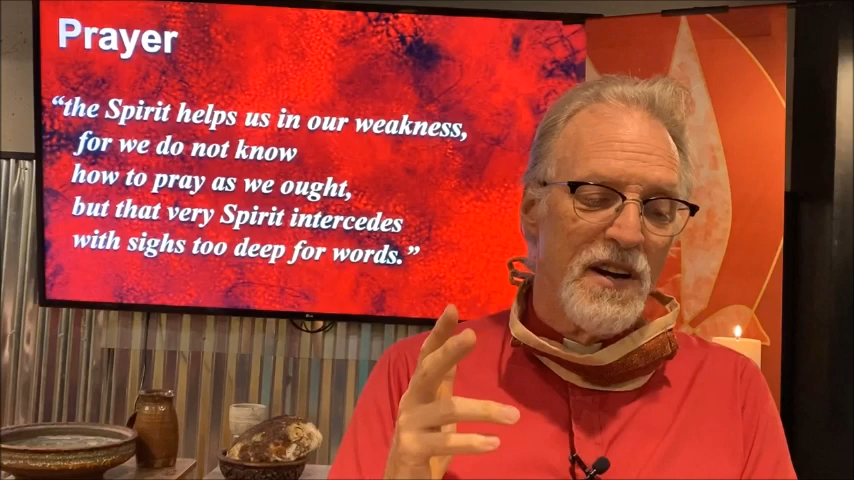 Prayer
“the Spirit helps us in our weakness,
for we do not know
how to pray as we ought,
but that very Spirit intercedes
with sighs too deep for words.”